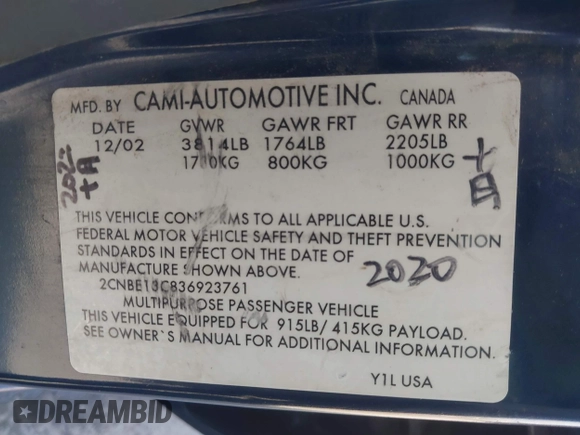 MFD. BY CAMI-AUTOMOTIVE INC. CANADA
DATE GVWR GAWR FRT GAWR RR
12/02 3814LB 1764LB 2205LB
1730KG 800KG 1000KG
THIS VEHICLE CONFORMS TO ALL APPLICABLE U.S.
FEDERAL MOTOR VEHICLE SAFETY AND THEFT PREVENTION
STANDARDS IN EFFECT ON THE DATE OF
MANUFACTURE SHOWN ABOVE.
2020
2CNBE13C836923761
MULTIPURPOSE PASSENGER VEHICLE
THIS VEHICLE EQUIPPED FOR 915LB/ 415KG PAYLOAD.
SEE OWNER`S MANUAL FOR ADDITIONAL INFORMATION.
Y1L USA
DREAMBID